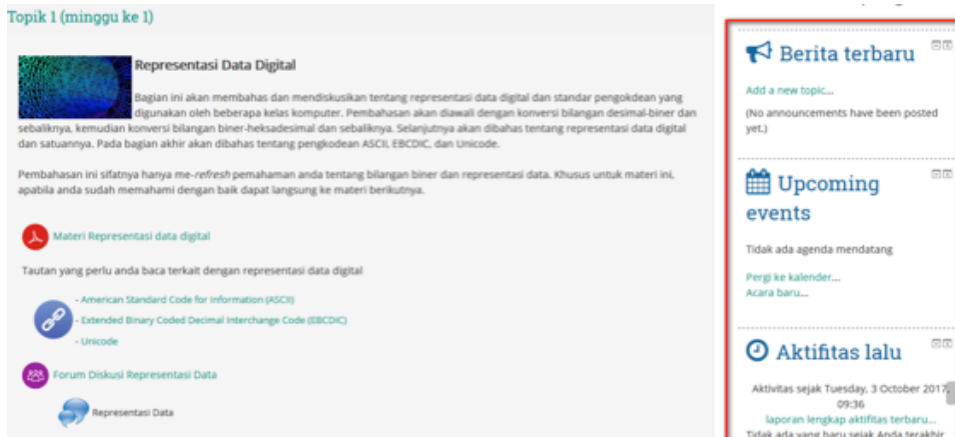 Topik 1 (minggu ke 1)
Representasi Data Digital
Bagian ini akan membahas dan mendiskusikan tentang representasi data digital dan standar pengokdean yang
digunakan oleh beberapa kelas komputer. Pembahasan akan diawali dengan konversi bilangan desimal-biner dan
sebaliknya, kemudian konversi bilangan biner-heksadesimal dan sebaliknya. Selanjutnya akan dibahas tentang representasi data digital
dan satuannya. Pada bagian akhir akan dibahas tentang pengkodean ASCII, EBCDIC, dan Unicode.
Pembahasan ini sifatnya hanya me-refresh pemahaman anda tentang bilangan biner dan representasi data. Khusus untuk materi ini,
apabila anda sudah memahami dengan baik dapat langsung ke materi berikutnya.
Materi Representasi data digital
Tautan yang perlu anda baca terkait dengan representasi data digital
- American Standard Code for Information (ASCII)
- Extended Binary Coded Decimal Interchange Code (EBCDIC)
- Unicode
Forum Diskusi Representasi Data
Representasi Data
Berita terbaru
Add a new topic...
(No announcements have been posted
yet.)
Upcoming
events
Tidak ada agenda mendatang
Pergi ke kalender...
Acara baru...
Aktifitas lalu
Aktivitas sejak Tuesday, 3 October 2017,
09:36
laporan lengkap aktifitas terbaru...
Tidak ada yang baru sejak Anda terakhir